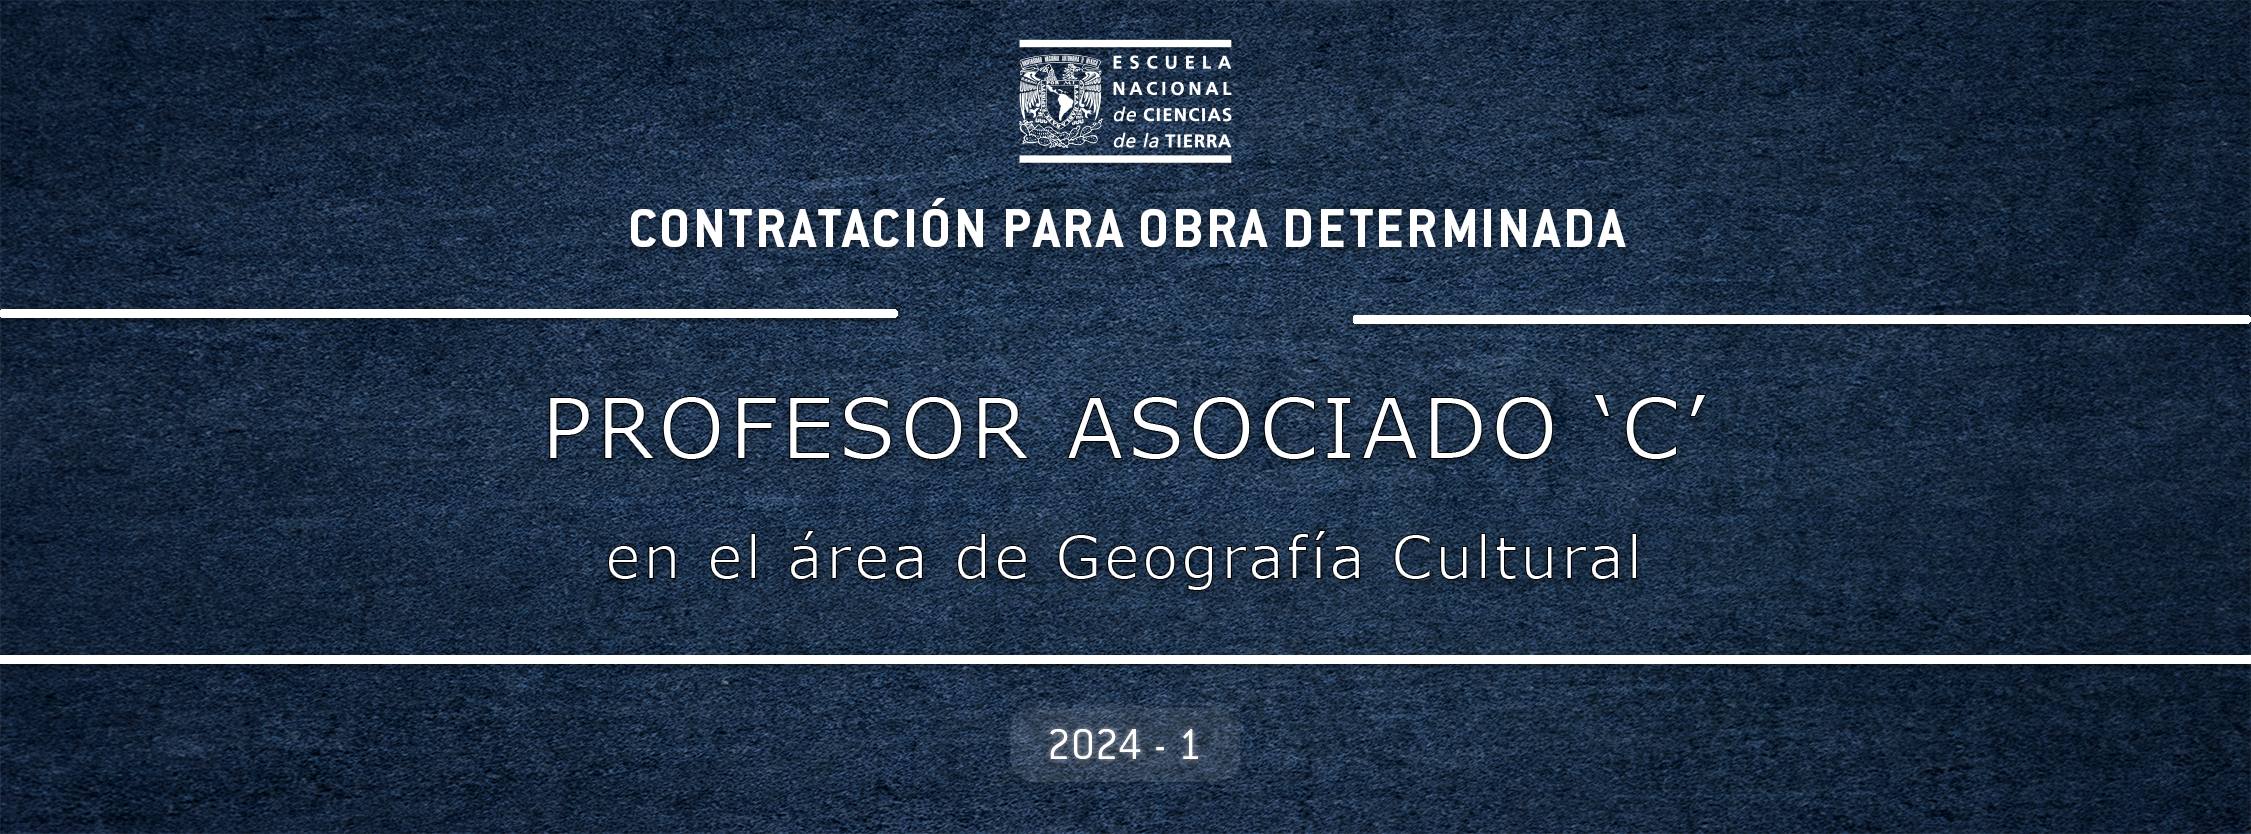 ESCUELA
NACIONAL
de CIENCIAS
de la TIERRA
CONTRATACIÓN PARA OBRA DETERMINADA
PROFESOR ASOCIADO ‘C’
en el área de Geografía Cultural
2024 - 1